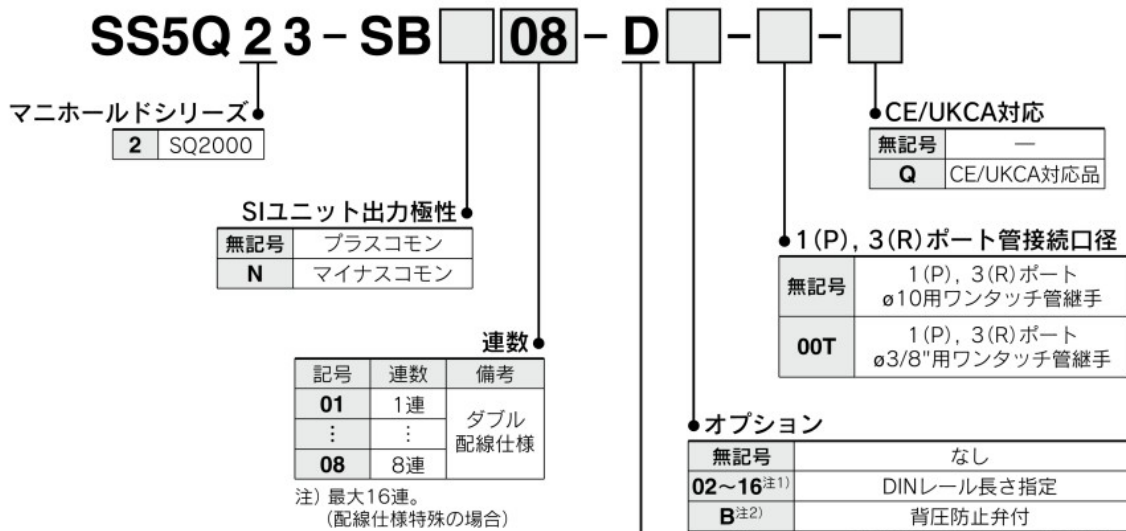 SS5Q23-SB□08-D□-□-□
マニホールドシリーズ
2 SQ2000
CE/UKCA対応
無記号 ―
Q CE/UKCA対応品
SIユニット出力極性
無記号 プラスコモン
N マイナスコモン
1(P), 3(R)ポート管接続口径
無記号 1(P), 3(R)ポート
ø10用ワンタッチ管継手
00T 1(P), 3(R)ポート
ø3/8"用ワンタッチ管継手
連数
記号 連数 備考
01 1連 ダブル
⋮ ⋮ 配線仕様
08 8連
注) 最大16連。
(配線仕様特殊の場合)
オプション
無記号 なし
02～16注1) DINレール長さ指定
B注2) 背圧防止弁付